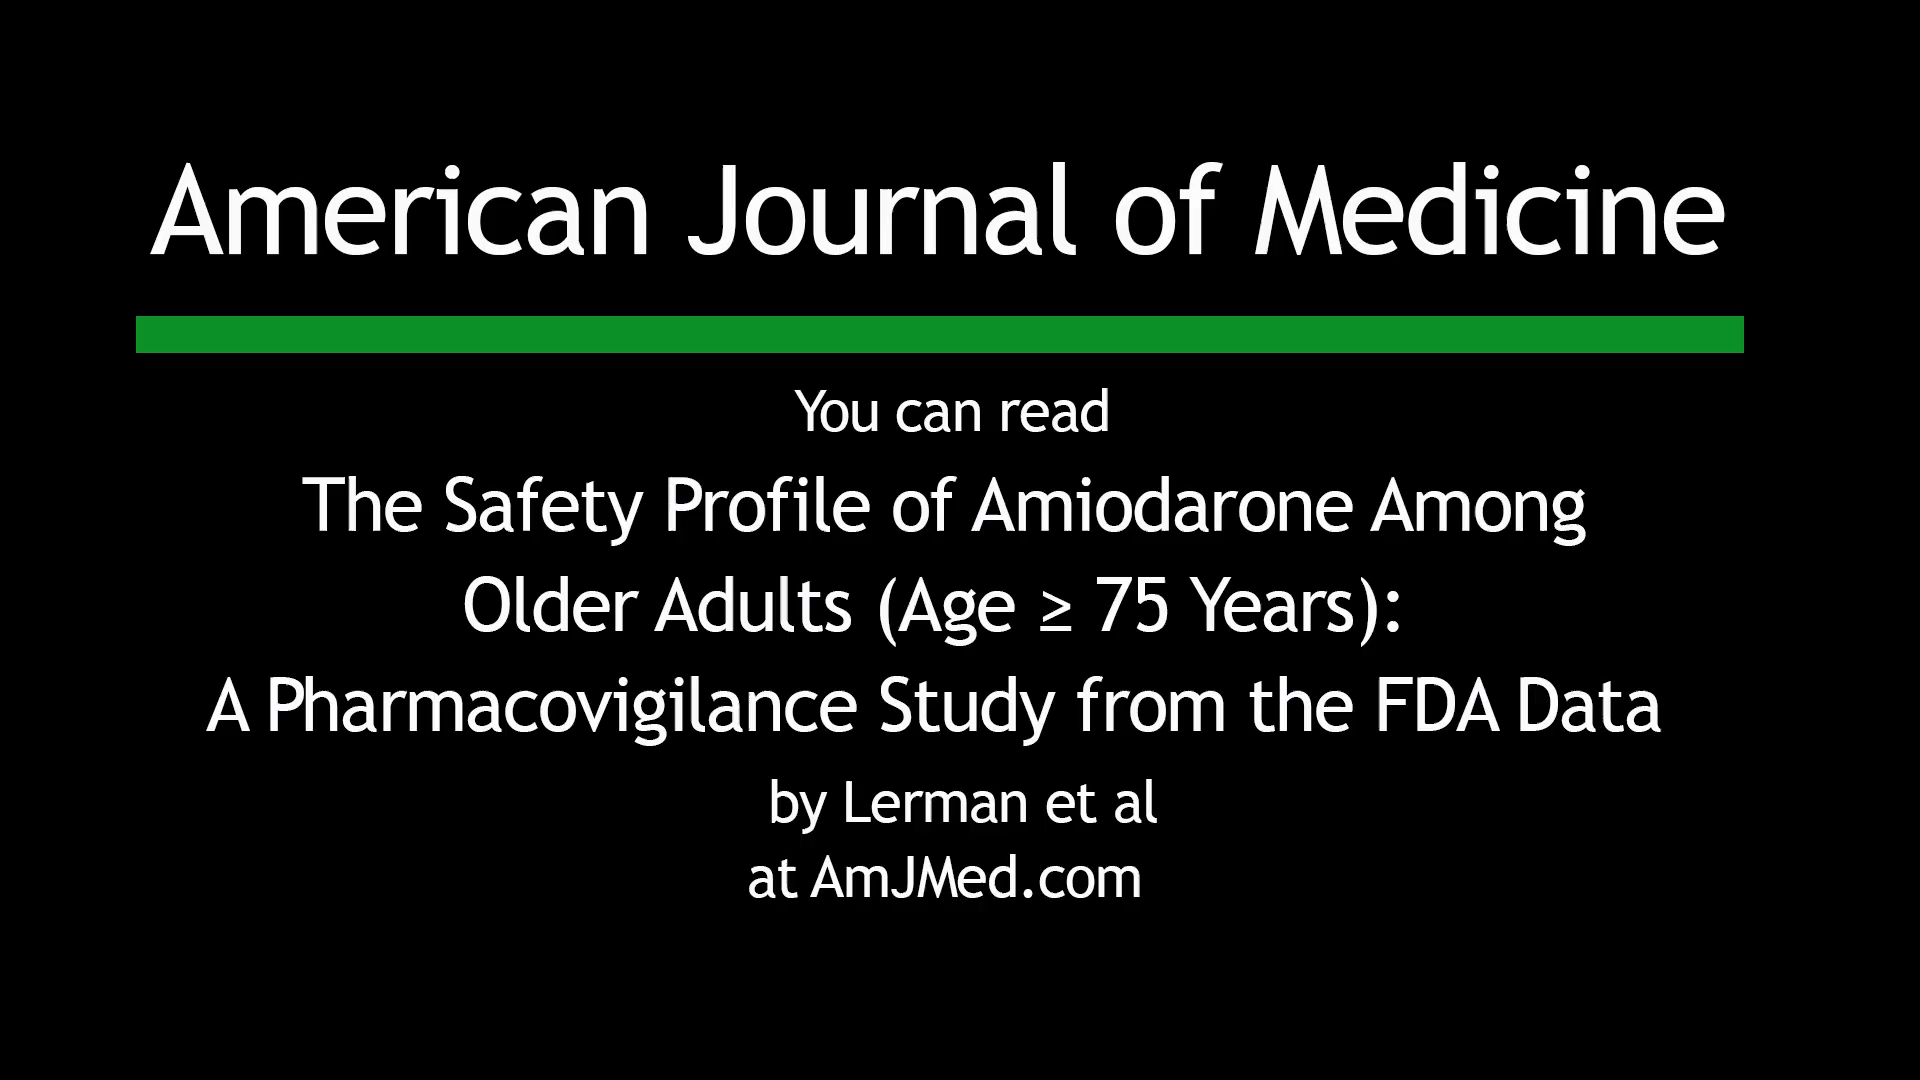 American Journal of Medicine
You can read
The Safety Profile of Amiodarone Among
Older Adults (Age ≥ 75 Years):
A Pharmacovigilance Study from the FDA Data
by Lerman et al
at AmJMed.com